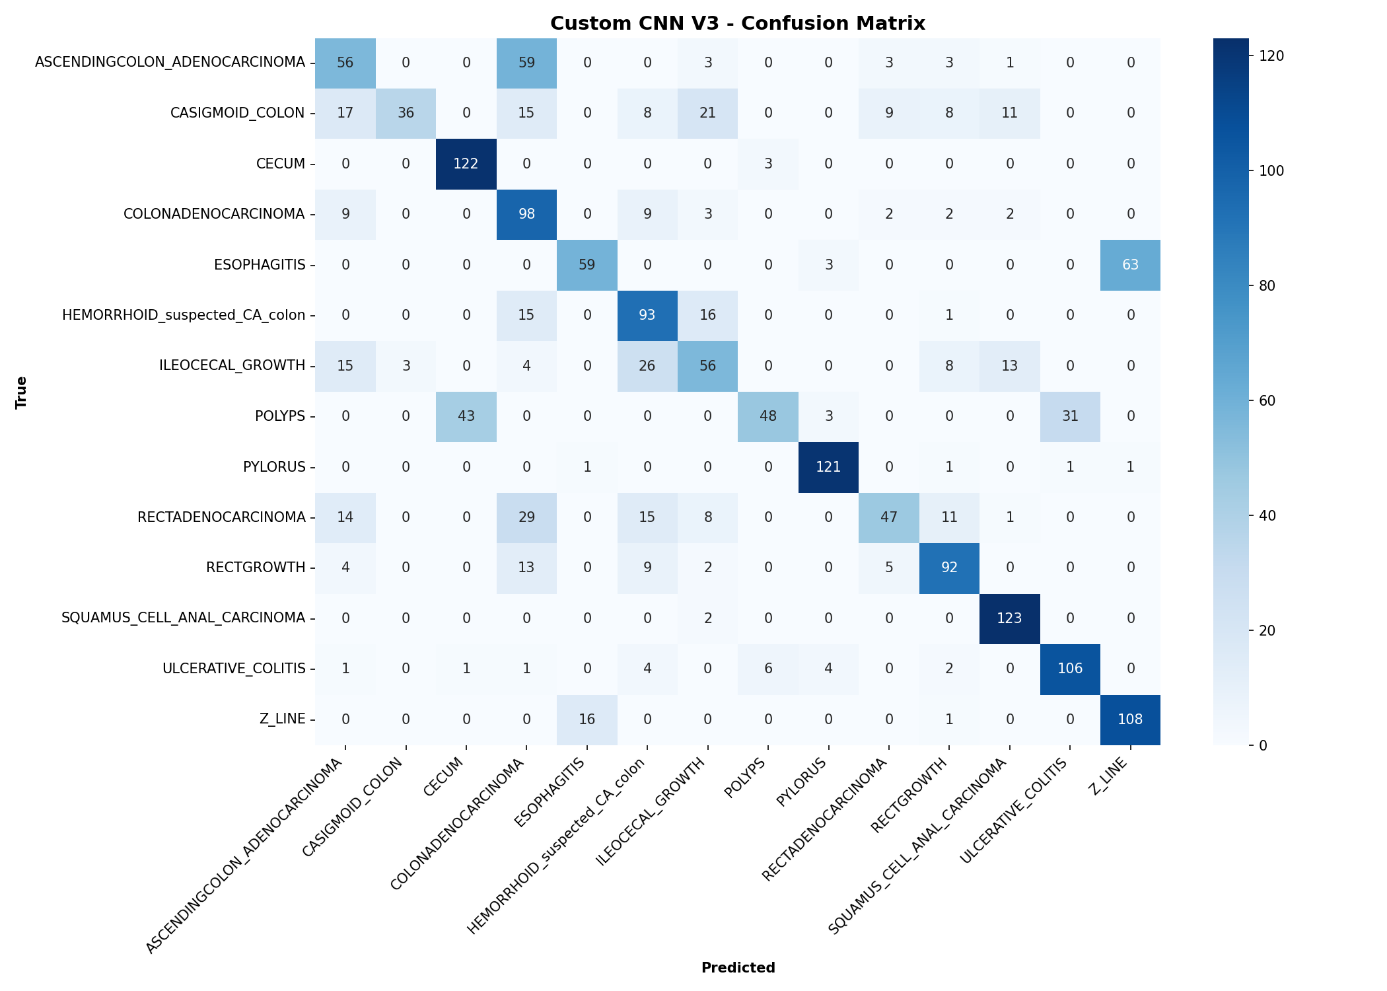 Custom CNN V3 - Confusion Matrix
ASCENDINGCOLON_ADENOCARCINOMA 56 0 0 59 0 0 3 0 0 3 3 1 0 0
CASIGMOID_COLON 17 36 0 15 0 8 21 0 0 9 8 11 0 0
CECUM 0 0 122 0 0 0 0 3 0 0 0 0 0 0
COLONADENOCARCINOMA 9 0 0 98 0 9 3 0 0 2 2 2 0 0
ESOPHAGITIS 0 0 0 0 59 0 0 0 3 0 0 0 0 63
HEMORRHOID_suspected_CA_colon 0 0 0 15 0 93 16 0 0 0 1 0 0 0
ILEOCECAL_GROWTH 15 3 0 4 0 26 56 0 0 0 8 13 0 0
POLYPS 0 0 43 0 0 0 0 48 3 0 0 0 31 0
PYLORUS 0 0 0 0 1 0 0 0 121 0 1 0 1 1
RECTADENOCARCINOMA 14 0 0 29 0 15 8 0 0 47 11 1 0 0
RECTGROWTH 4 0 0 13 0 9 2 0 0 5 92 0 0 0
SQUAMUS_CELL_ANAL_CARCINOMA 0 0 0 0 0 0 2 0 0 0 0 123 0 0
ULCERATIVE_COLITIS 1 0 1 1 0 4 0 6 4 0 2 0 106 0
Z_LINE 0 0 0 0 16 0 0 0 0 0 1 0 0 108
True
ASCENDINGCOLON_ADENOCARCINOMA
CASIGMOID_COLON
CECUM
COLONADENOCARCINOMA
ESOPHAGITIS
HEMORRHOID_suspected_CA_colon
ILEOCECAL_GROWTH
POLYPS
PYLORUS
RECTADENOCARCINOMA
RECTGROWTH
SQUAMUS_CELL_ANAL_CARCINOMA
ULCERATIVE_COLITIS
Z_LINE
Predicted
120
100
80
60
40
20
0